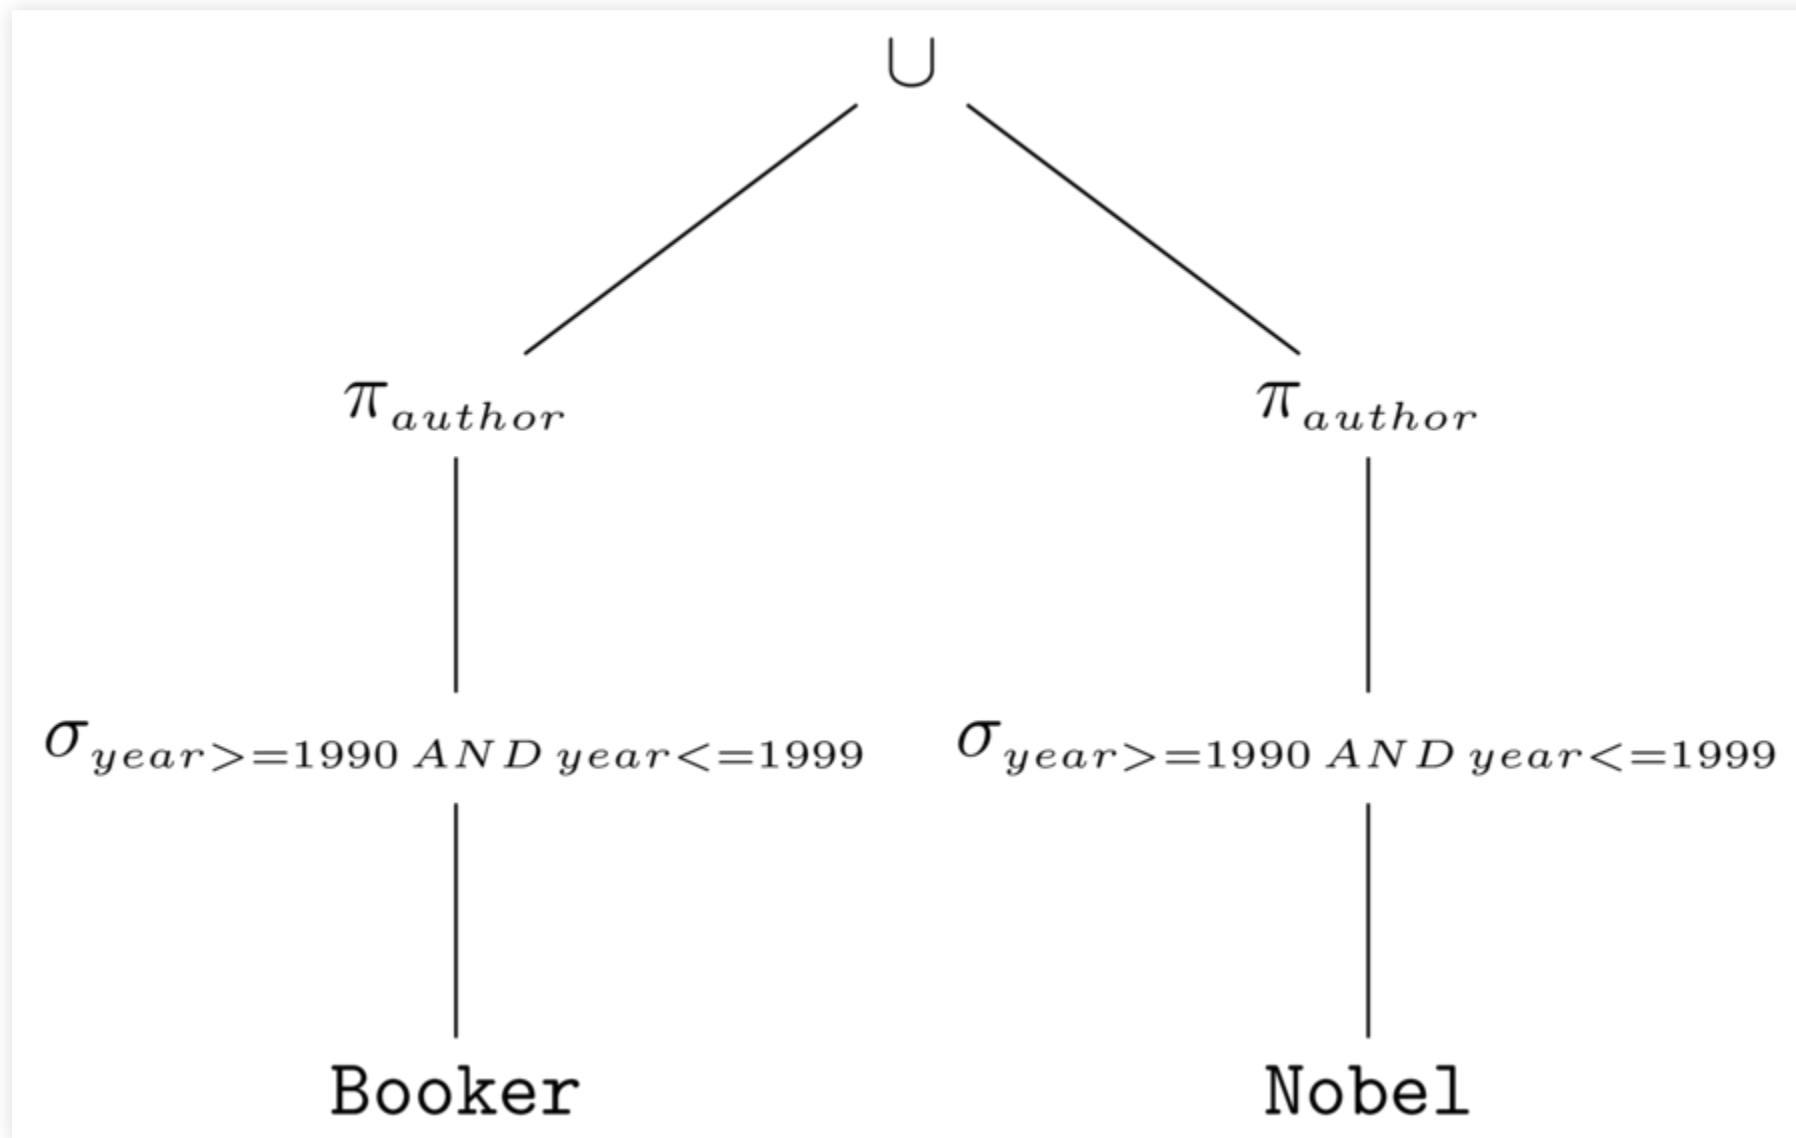 ∪
π_author π_author
σ_year>=1990 AND year<=1999 σ_year>=1990 AND year<=1999
Booker Nobel